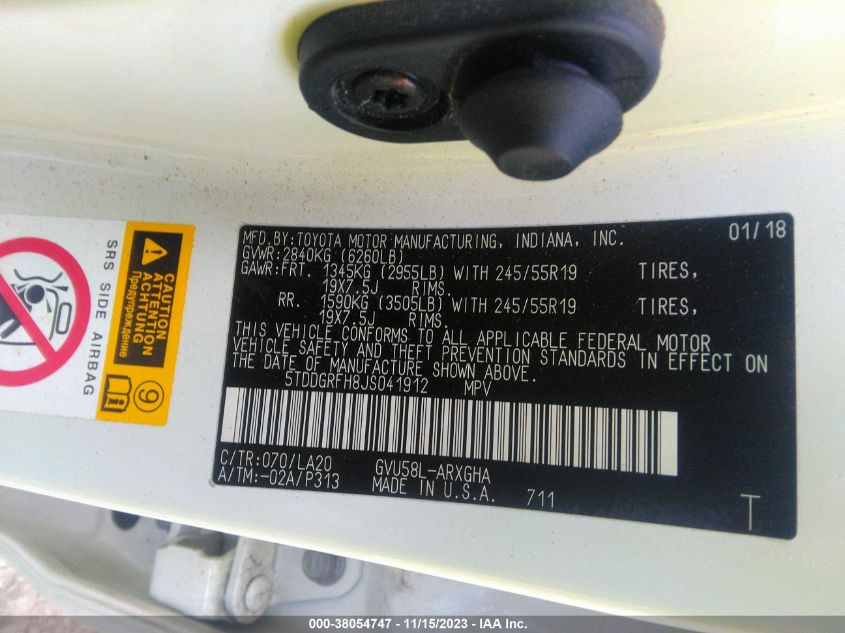 MFD.BY:TOYOTA MOTOR MANUFACTURING, INDIANA, INC. 01/18
GVWR:2840KG (6260LB)
GAWR:FRT. 1345KG (2955LB) WITH 245/55R19 TIRES,
19X7.5J RIMS.
RR. 1590KG (3505LB) WITH 245/55R19 TIRES,
19X7.5J RIMS.
THIS VEHICLE CONFORMS TO ALL APPLICABLE FEDERAL MOTOR
VEHICLE SAFETY AND THEFT PREVENTION STANDARDS IN EFFECT ON
THE DATE OF MANUFACTURE SHOWN ABOVE.
5TDDGRFH8JS041912 MPV
C/TR:070/LA20 GVU58L-ARXGHA
A/TM:-02A/P313 MADE IN U.S.A. 711
T
SRS SIDE AIRBAG
CAUTION
ATTENTION
ACHTUNG
Предупреждение
9
000-38054747 - 11/15/2023 - IAA Inc.